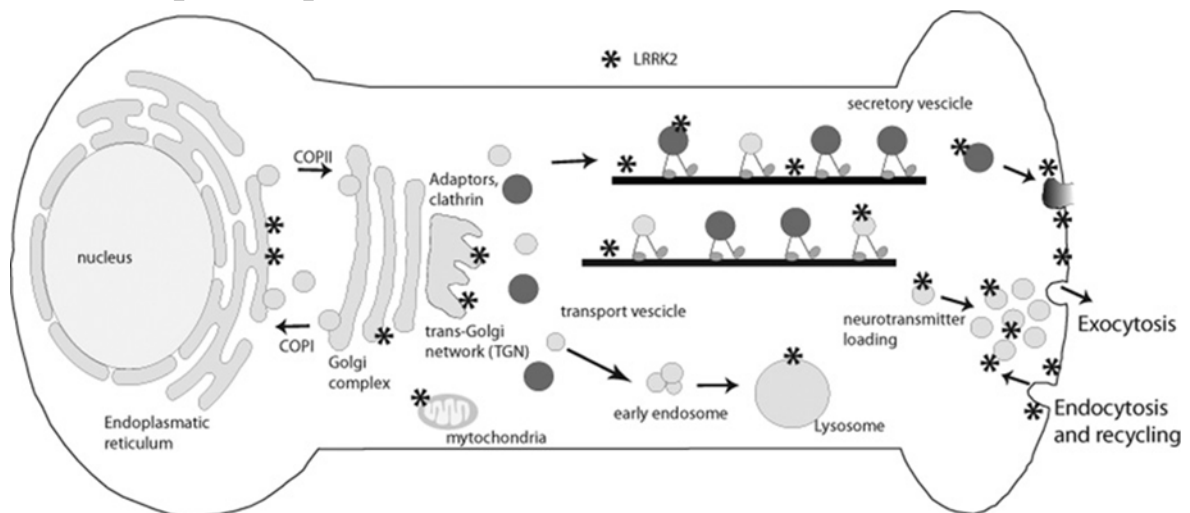 * LRRK2
secretory vescicle
COPII
Adaptors,
clathrin
nucleus
transport vescicle
neurotransmitter
loading
Exocytosis
COPI
Golgi
complex
trans-Golgi
network (TGN)
Endoplasmatic
reticulum
mytochondria
early endosome
Lysosome
Endocytosis
and recycling